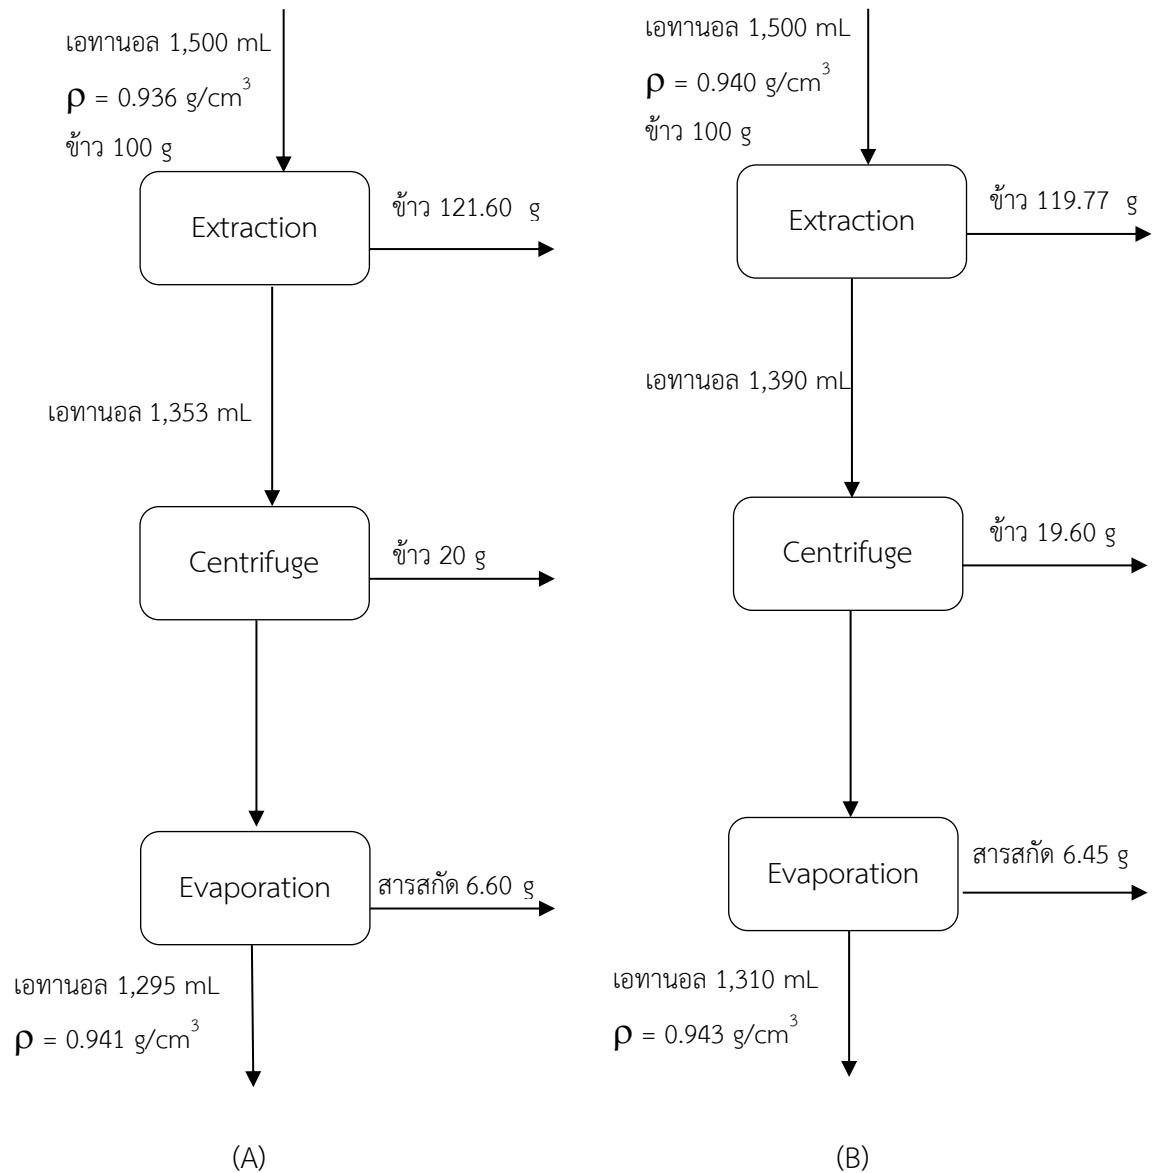 เอทานอล 1,500 mL
ρ = 0.936 g/cm³
ข้าว 100 g
Extraction
ข้าว 121.60 g
เอทานอล 1,353 mL
Centrifuge
ข้าว 20 g
Evaporation
สารสกัด 6.60 g
เอทานอล 1,295 mL
ρ = 0.941 g/cm³
(A)
เอทานอล 1,500 mL
ρ = 0.940 g/cm³
ข้าว 100 g
Extraction
ข้าว 119.77 g
เอทานอล 1,390 mL
Centrifuge
ข้าว 19.60 g
Evaporation
สารสกัด 6.45 g
เอทานอล 1,310 mL
ρ = 0.943 g/cm³
(B)